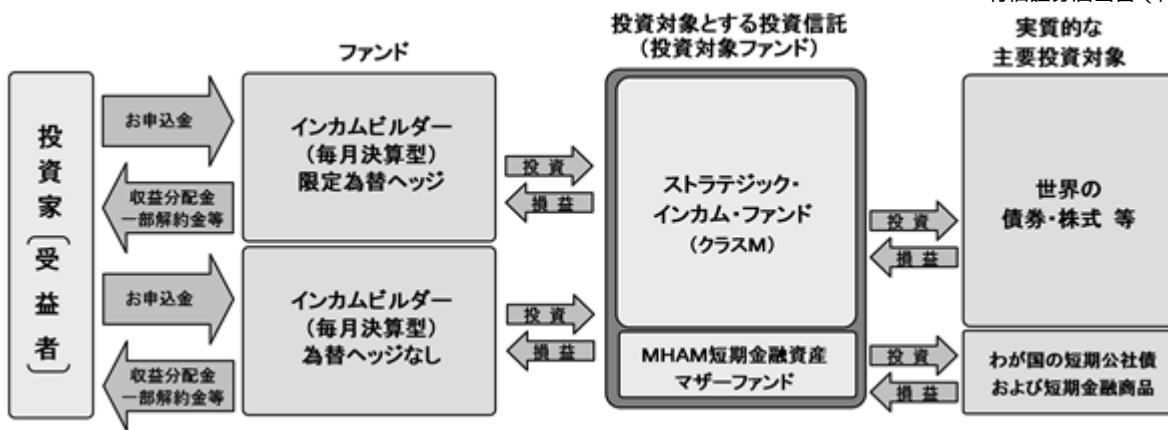 投資対象とする投資信託
(投資対象ファンド)
実質的な
主要投資対象
ファンド
投資家(受益者)
お申込金
収益分配金
一部解約金等
お申込金
収益分配金
一部解約金等
インカムビルダー
(毎月決算型)
限定為替ヘッジ
インカムビルダー
(毎月決算型)
為替ヘッジなし
投資
損益
投資
損益
ストラテジック・
インカム・ファンド
(クラスM)
MHAM短期金融資産
マザーファンド
投資
損益
投資
損益
世界の
債券・株式 等
わが国の短期公社債
および短期金融商品